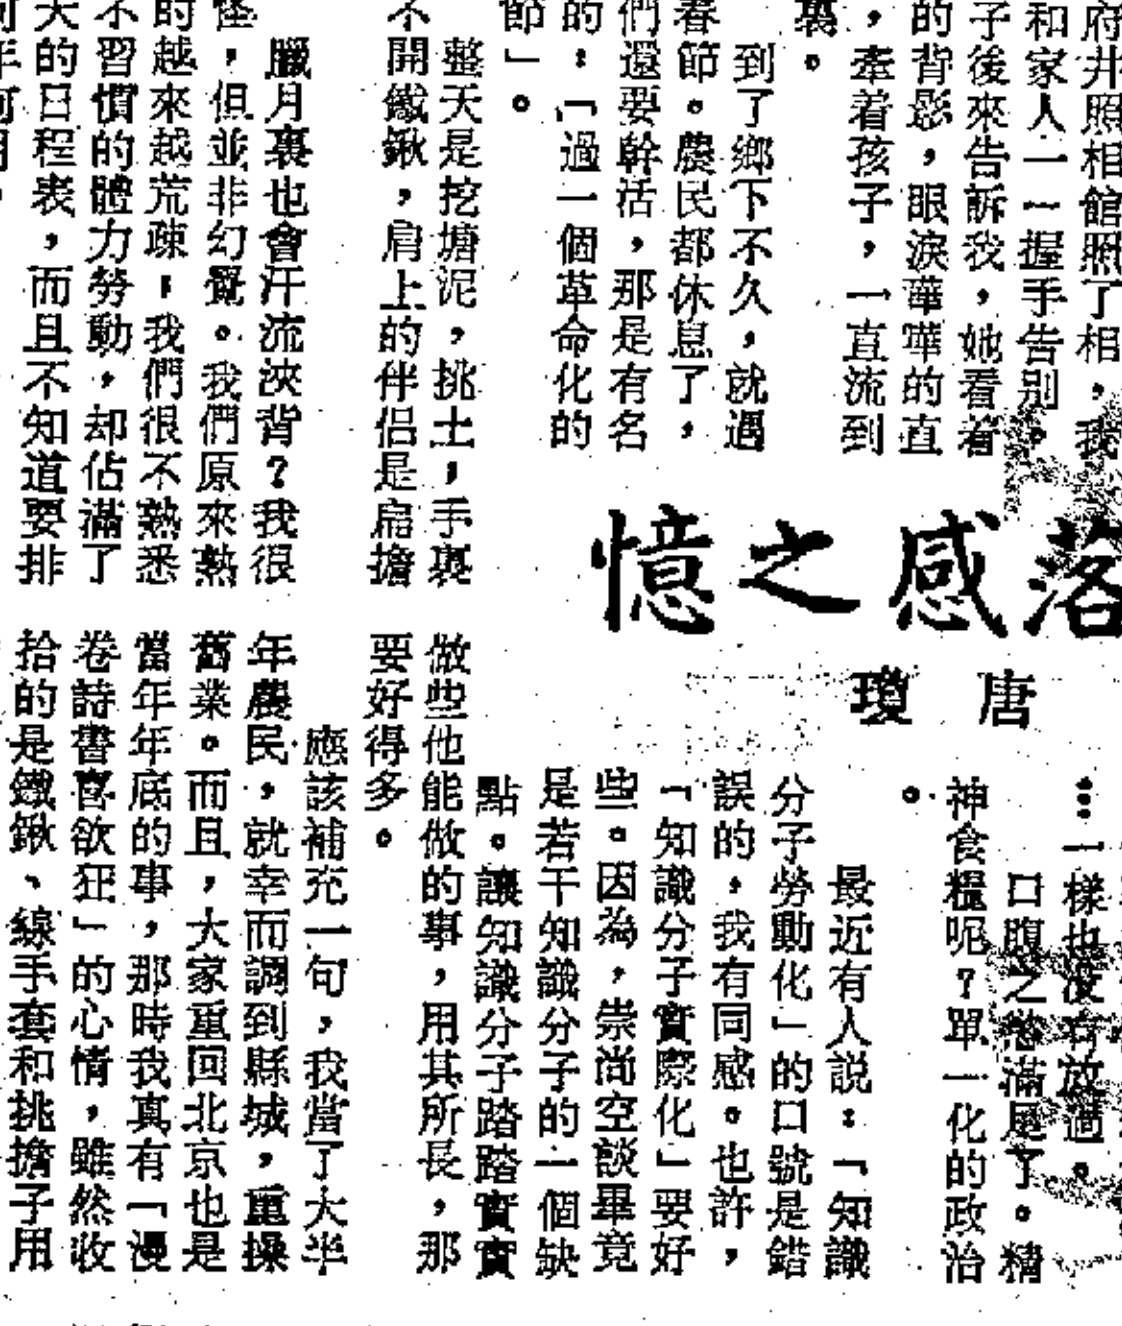 府井照相館照了相，我
和家人一一握手告別。
子後來告訴我，她看着
的背影，眼淚嘩嘩的直
，牽着孩子，一直流到
裏。
到了鄉下不久，就遇
春節。農民都休息了，
們還要幹活，那是有名
的：「過一個革命化的
節」。
整天是挖塘泥，挑土，手裏
不開鐵鍬，肩上的伴侶是扁擔
臘月裏也會汗流浹背？我很
怪，但並非幻覺。我們原來熟
的越來越荒疎，我們很不熟悉
不習慣的體力勞動，却佔滿了
天的日程表，而且不知道要排
何年何月，
落感之憶
唐瓊
…一樣也沒有放過。
口腹之慾滿足了。精
神食糧呢？單一化的政治
。
最近有人説：「知識
分子勞動化」的口號是錯
誤的，我有同感。也許，
「知識分子實際化」要好
些。因為，崇尚空談畢竟
是若干知識分子的一個缺
點。讓知識分子踏踏實實
做些他能做的事，用其所長，那
要好得多。
應該補充一句，我當了大半
年農民，就幸而調到縣城，重操
舊業。而且，大家重回北京也是
當年年底的事，那時我真有「漫
卷詩書喜欲狂」的心情，雖然收
拾的是鐵鍬、線手套和挑擔子用